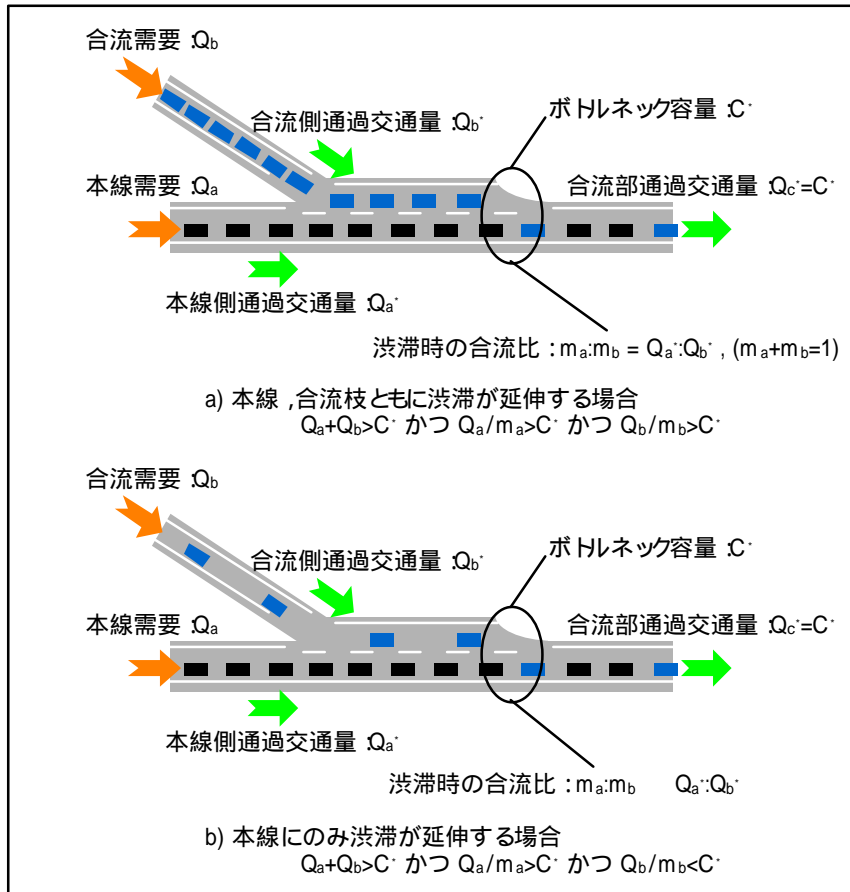 合流需要:Qb
合流側通過交通量:Qb*
ボトルネック容量:C*
本線需要:Qa
合流部通過交通量:Qc*=C*
本線側通過交通量:Qa*
渋滞時の合流比:ma:mb = Qa*:Qb* , (ma+mb=1)
a) 本線,合流枝ともに渋滞が延伸する場合
Qa+Qb>C* かつ Qa/ma>C* かつ Qb/mb>C*
合流需要:Qb
合流側通過交通量:Qb*
ボトルネック容量:C*
本線需要:Qa
合流部通過交通量:Qc*=C*
本線側通過交通量:Qa*
渋滞時の合流比:ma:mb Qa*:Qb*
b) 本線にのみ渋滞が延伸する場合
Qa+Qb>C* かつ Qa/ma>C* かつ Qb/mb<C*